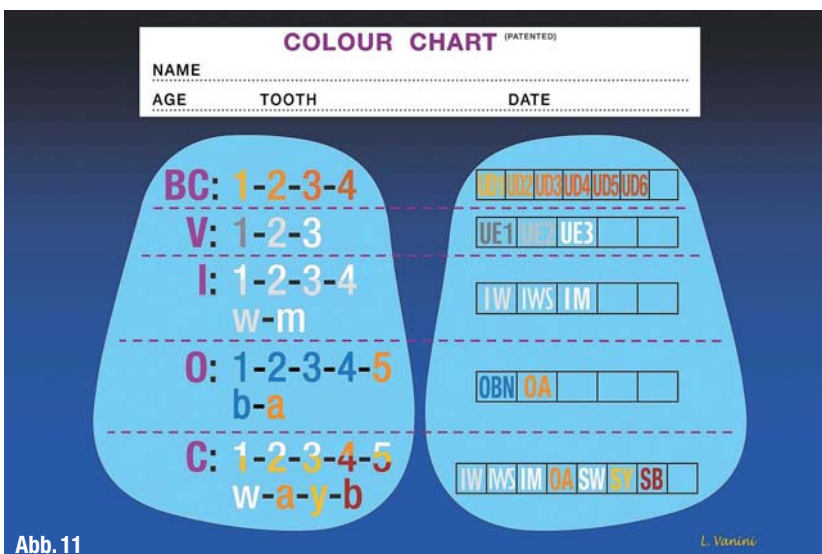 COLOUR CHART (PATENTED)
NAME
AGE TOOTH DATE
BC: 1-2-3-4
UD1 UD2 UD3 UD4 UD5 UD6
V: 1-2-3
UE1 UE2 UE3
I: 1-2-3-4
w-m
IW IWS IM
O: 1-2-3-4-5
b-a
OBN OA
C: 1-2-3-4-5
w-a-y-b
IW IWS IM OA SW SY SB
Abb. 11
L. Vanini